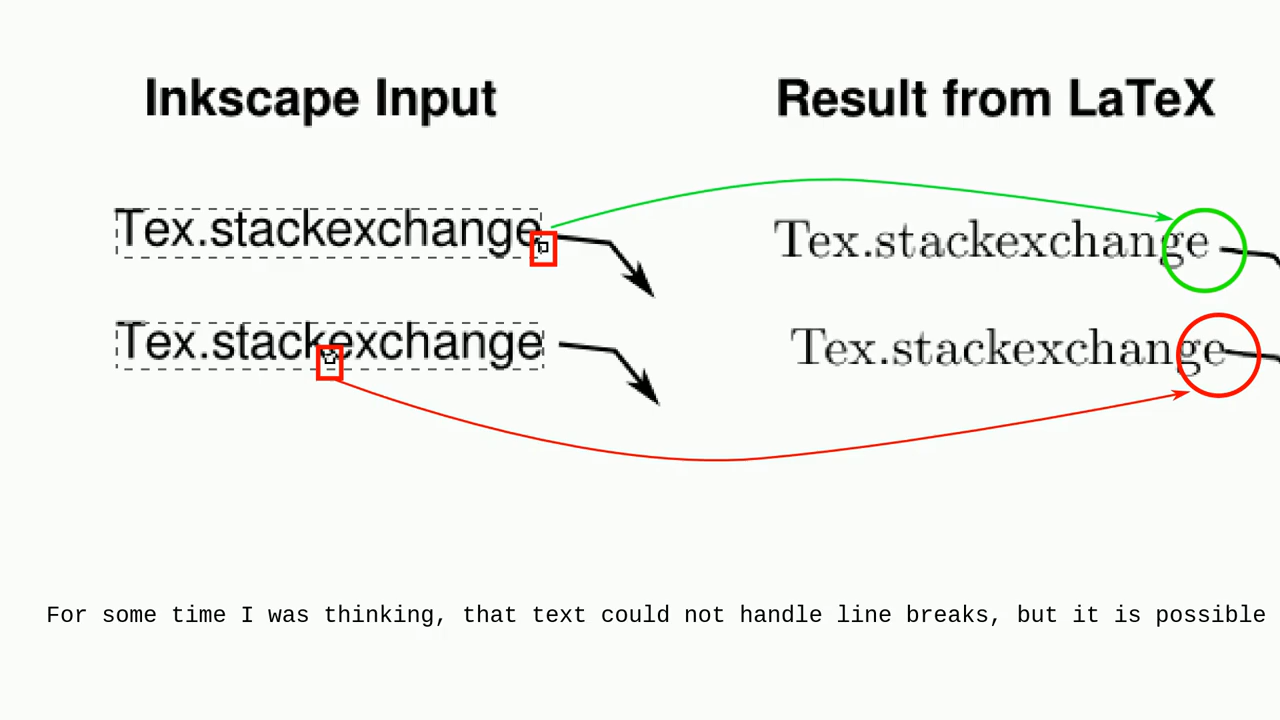 Inkscape Input Result from LaTeX
Tex.stackexchange Tex.stackexchange
Tex.stackexchange Tex.stackexchange
For some time I was thinking, that text could not handle line breaks, but it is possible